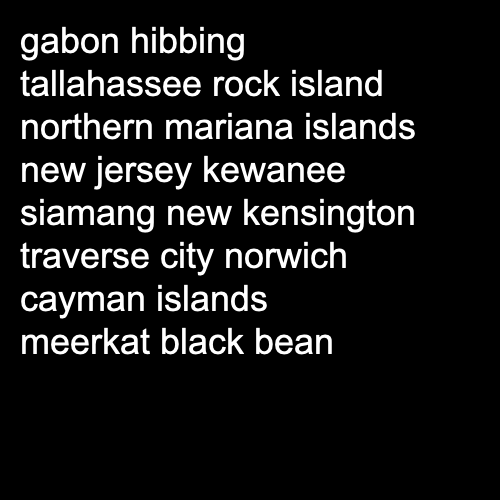 gabon hibbing
tallahassee rock island
northern mariana islands
new jersey kewanee
siamang new kensington
traverse city norwich
cayman islands
meerkat black bean